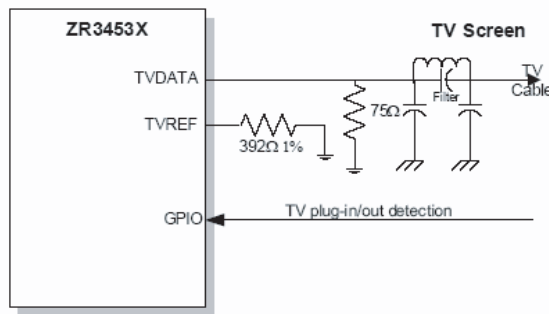 ZR3453X
TV Screen
TVDATA
TV
Cable
Filter
75Ω
TVREF
392Ω 1%
GPIO
TV plug-in/out detection